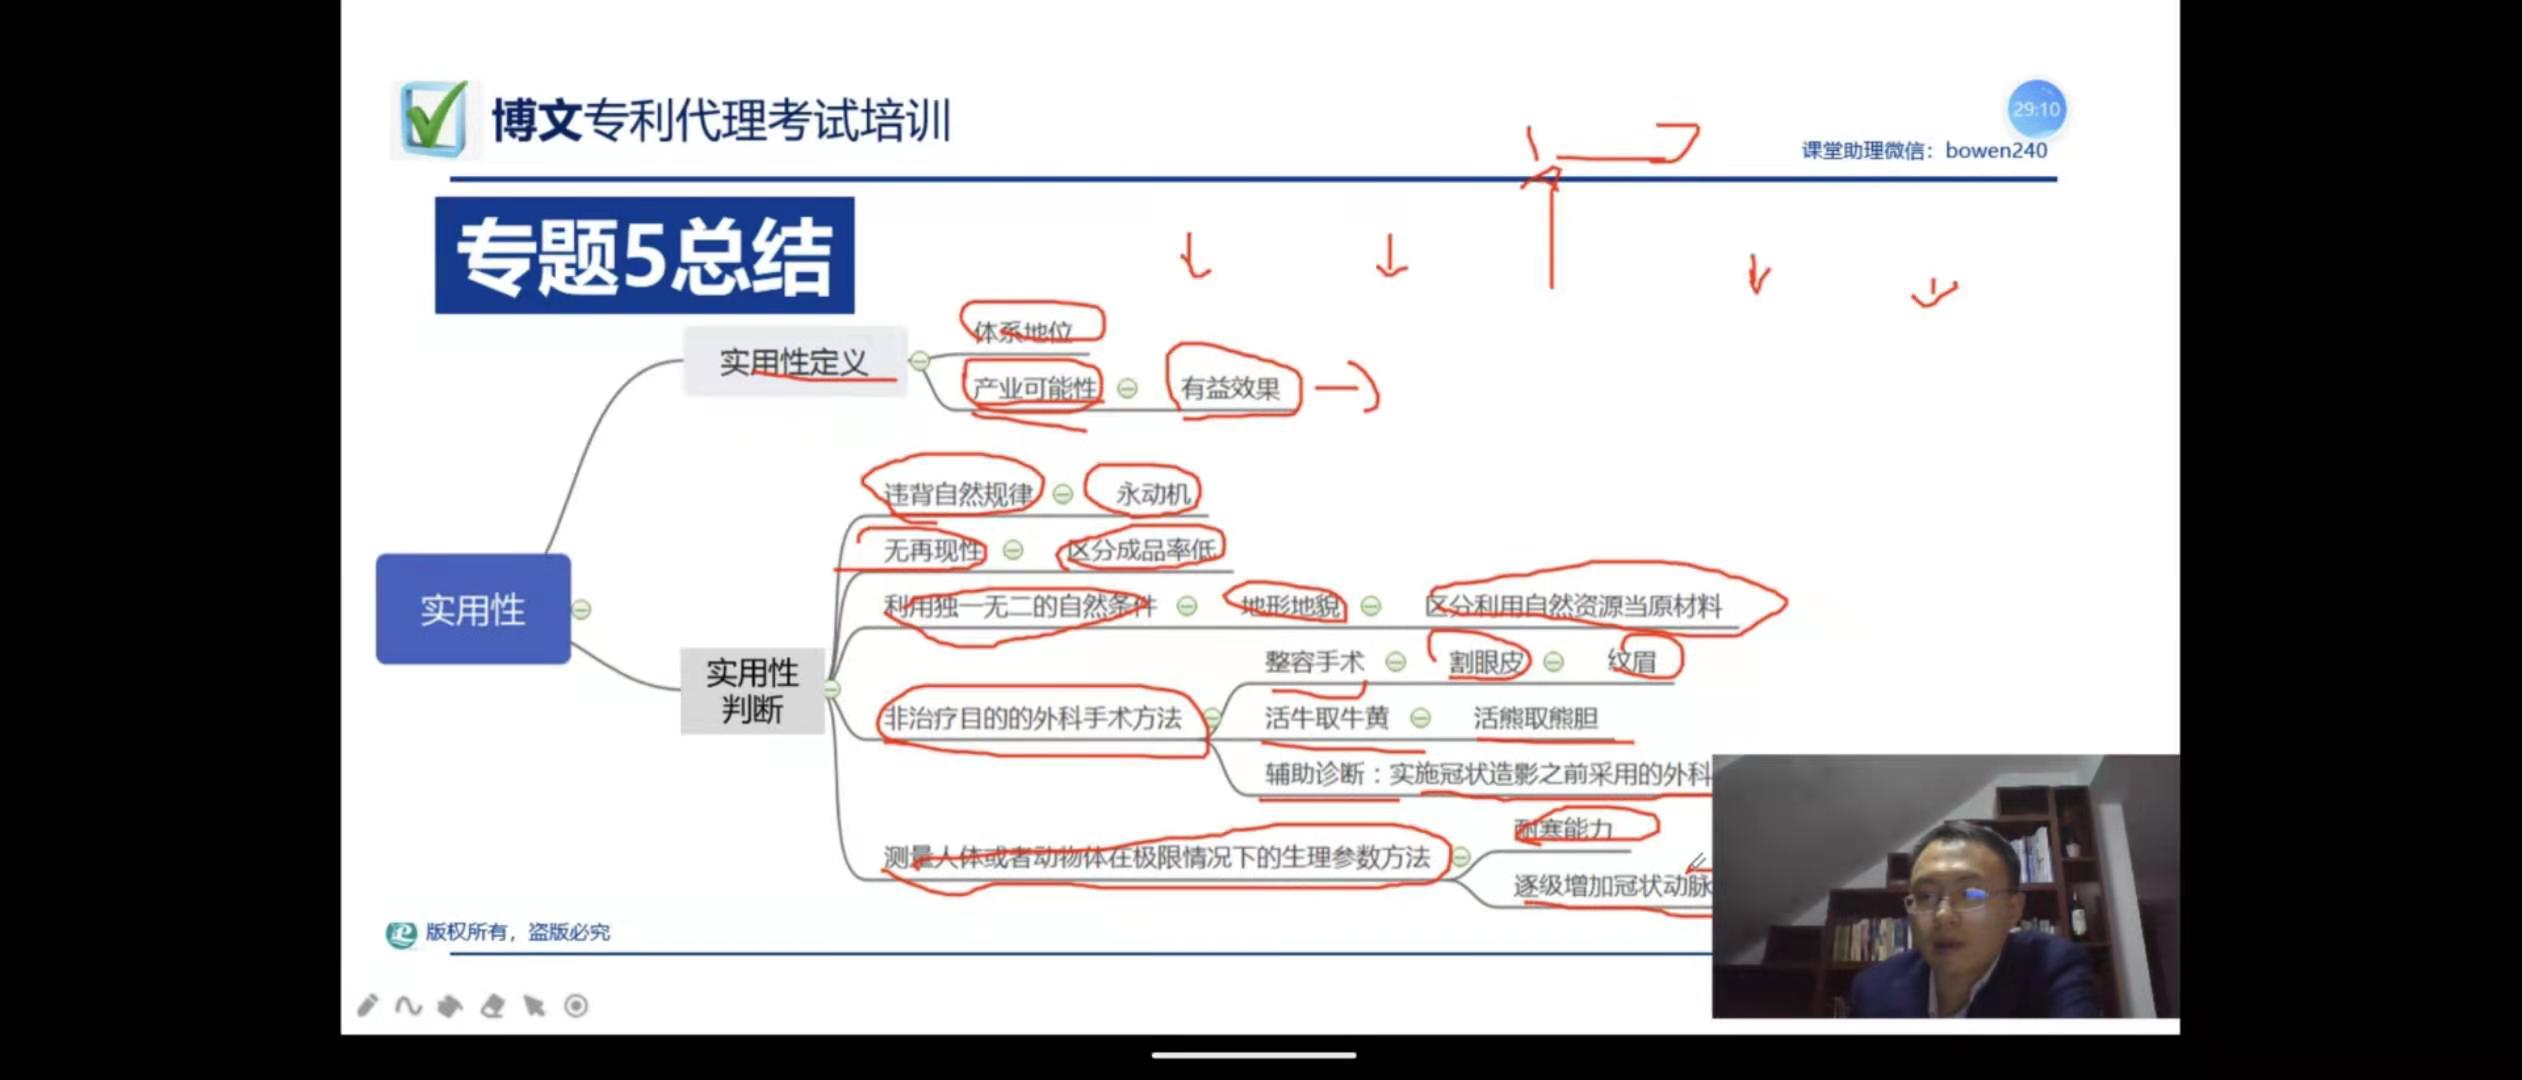 博文专利代理考试培训
29:10
课堂助理微信：bowen240
专题5总结
实用性
实用性定义
体系地位
产业可能性
有益效果
实用性
判断
违背自然规律
永动机
无再现性
区分成品率低
利用独一无二的自然条件
地形地貌
区分利用自然资源当原材料
非治疗目的的外科手术方法
整容手术
割眼皮
纹眉
活牛取牛黄
活熊取熊胆
辅助诊断：实施冠状造影之前采用的外科
测量人体或者动物体在极限情况下的生理参数方法
耐寒能力
逐级增加冠状动脉
版权所有，盗版必究